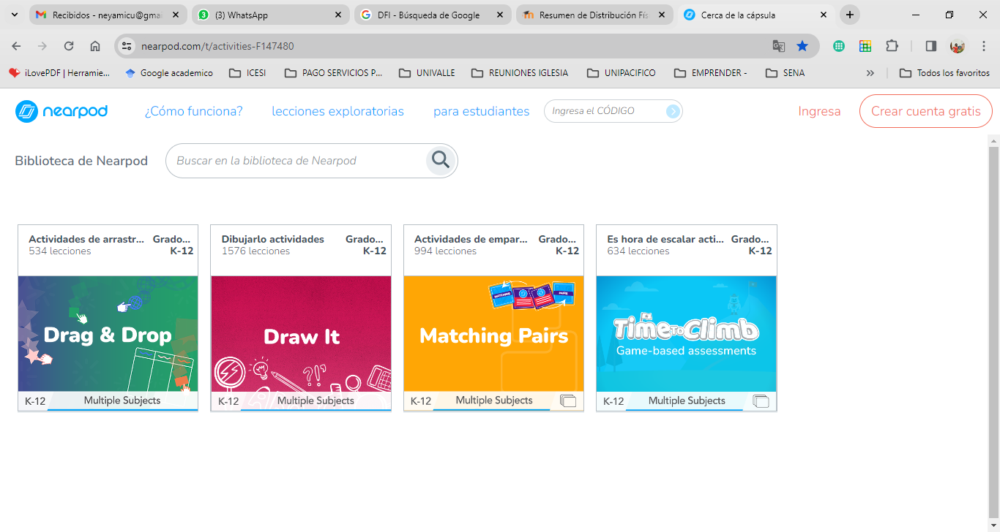 Recibidos - neyamicu@gmai
3 (3) WhatsApp
DFI - Búsqueda de Google
Resumen de Distribución Fís
Cerca de la cápsula
nearpod.com/t/activities-F147480
iLovePDF | Herramie...
Google academico
ICESI
PAGO SERVICIOS P...
UNIVALLE
REUNIONES IGLESIA
UNIPACIFICO
EMPRENDER -
SENA
Todos los favoritos
nearpod
¿Cómo funciona?
lecciones exploratorias
para estudiantes
Ingresa el CÓDIGO
Ingresa
Crear cuenta gratis
Biblioteca de Nearpod
Buscar en la biblioteca de Nearpod
Actividades de arrastr... Grado...
534 lecciones K-12
Drag & Drop
K-12 Multiple Subjects
Dibujarlo actividades Grado...
1576 lecciones K-12
Draw It
K-12 Multiple Subjects
Actividades de empar... Grado...
994 lecciones K-12
MATCHING PAIRS
Matching Pairs
K-12 Multiple Subjects
Es hora de escalar acti... Grado...
634 lecciones K-12
Time TO Climb
Game-based assessments
K-12 Multiple Subjects